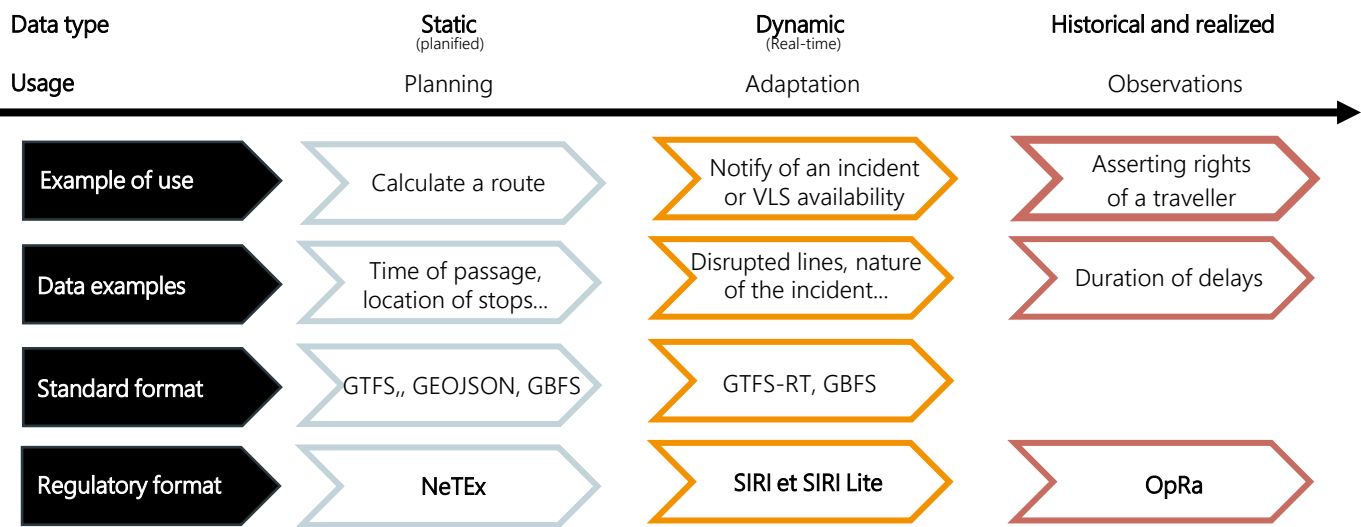 Data type
Static
(planified)
Dynamic
(Real-time)
Historical and realized
Usage
Planning
Adaptation
Observations
Example of use
Calculate a route
Notify of an incident
or VLS availability
Asserting rights
of a traveller
Data examples
Time of passage,
location of stops...
Disrupted lines, nature
of the incident...
Duration of delays
Standard format
GTFS,, GEOJSON, GBFS
GTFS-RT, GBFS
Regulatory format
NeTEx
SIRI et SIRI Lite
OpRa